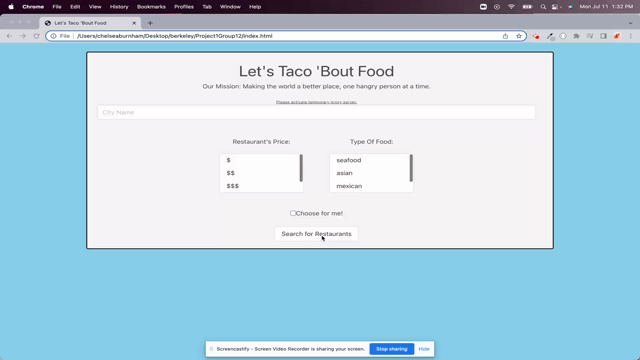 Chrome File Edit View History Bookmarks Profiles Tab Window Help Mon Jul 11 1:32 PM
Let's Taco 'Bout Food
File /Users/chelseaburnham/Desktop/berkeley/Project1Group12/index.html
Let's Taco 'Bout Food
Our Mission: Making the world a better place, one hangry person at a time.
Please activate temporary proxy server.
City Name
Restaurant's Price: Type Of Food:
$ seafood
$$ asian
$$$ mexican
Choose for me!
Search for Restaurants
Screencastify - Screen Video Recorder is sharing your screen. Stop sharing Hide